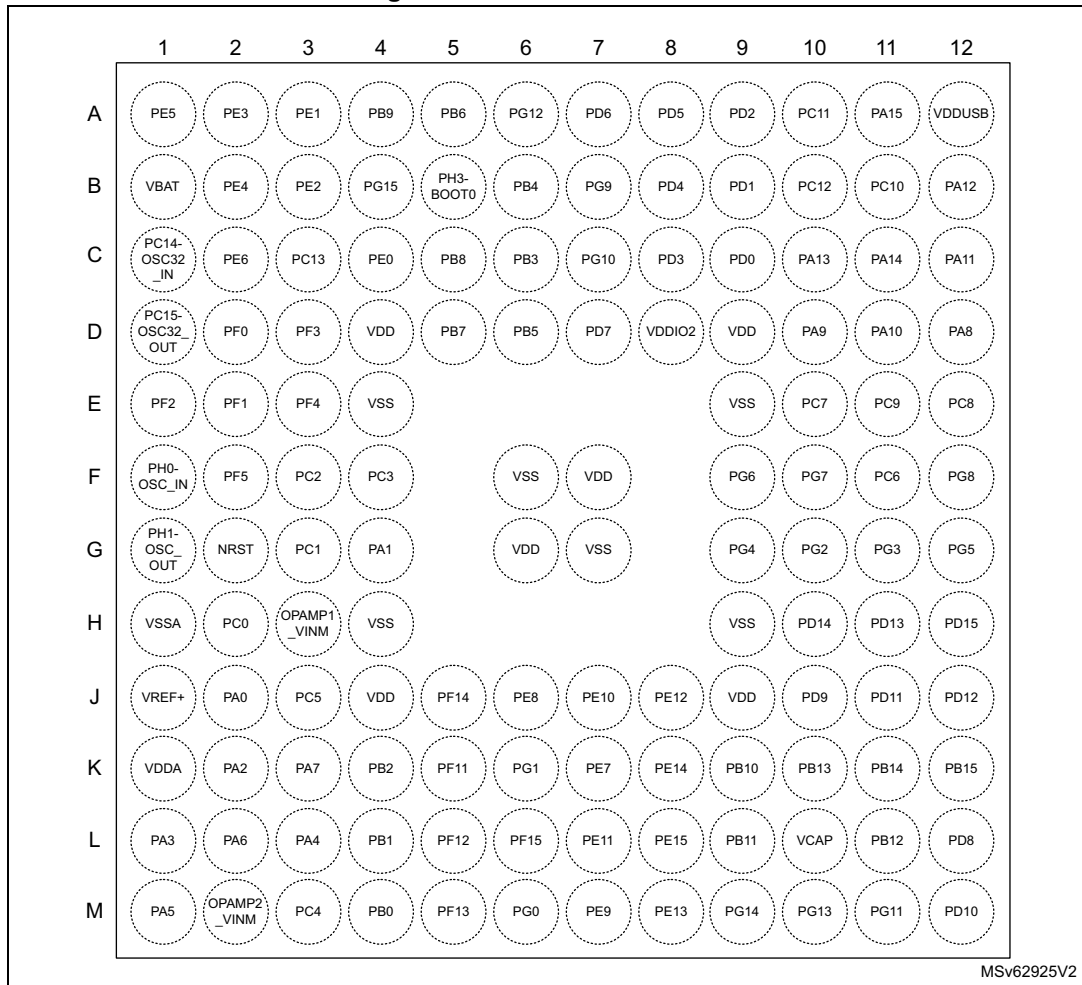 1 2 3 4 5 6 7 8 9 10 11 12
A PE5 PE3 PE1 PB9 PB6 PG12 PD6 PD5 PD2 PC11 PA15 VDDUSB
B VBAT PE4 PE2 PG15 PH3-BOOT0 PB4 PG9 PD4 PD1 PC12 PC10 PA12
C PC14-OSC32_IN PE6 PC13 PE0 PB8 PB3 PG10 PD3 PD0 PA13 PA14 PA11
D PC15-OSC32_OUT PF0 PF3 VDD PB7 PB5 PD7 VDDIO2 VDD PA9 PA10 PA8
E PF2 PF1 PF4 VSS VSS PC7 PC9 PC8
F PH0-OSC_IN PF5 PC2 PC3 VSS VDD PG6 PG7 PC6 PG8
G PH1-OSC_OUT NRST PC1 PA1 VDD VSS PG4 PG2 PG3 PG5
H VSSA PC0 OPAMP1_VINM VSS VSS PD14 PD13 PD15
J VREF+ PA0 PC5 VDD PF14 PE8 PE10 PE12 VDD PD9 PD11 PD12
K VDDA PA2 PA7 PB2 PF11 PG1 PE7 PE14 PB10 PB13 PB14 PB15
L PA3 PA6 PA4 PB1 PF12 PF15 PE11 PE15 PB11 VCAP PB12 PD8
M PA5 OPAMP2_VINM PC4 PB0 PF13 PG0 PE9 PE13 PG14 PG13 PG11 PD10
MSv62925V2